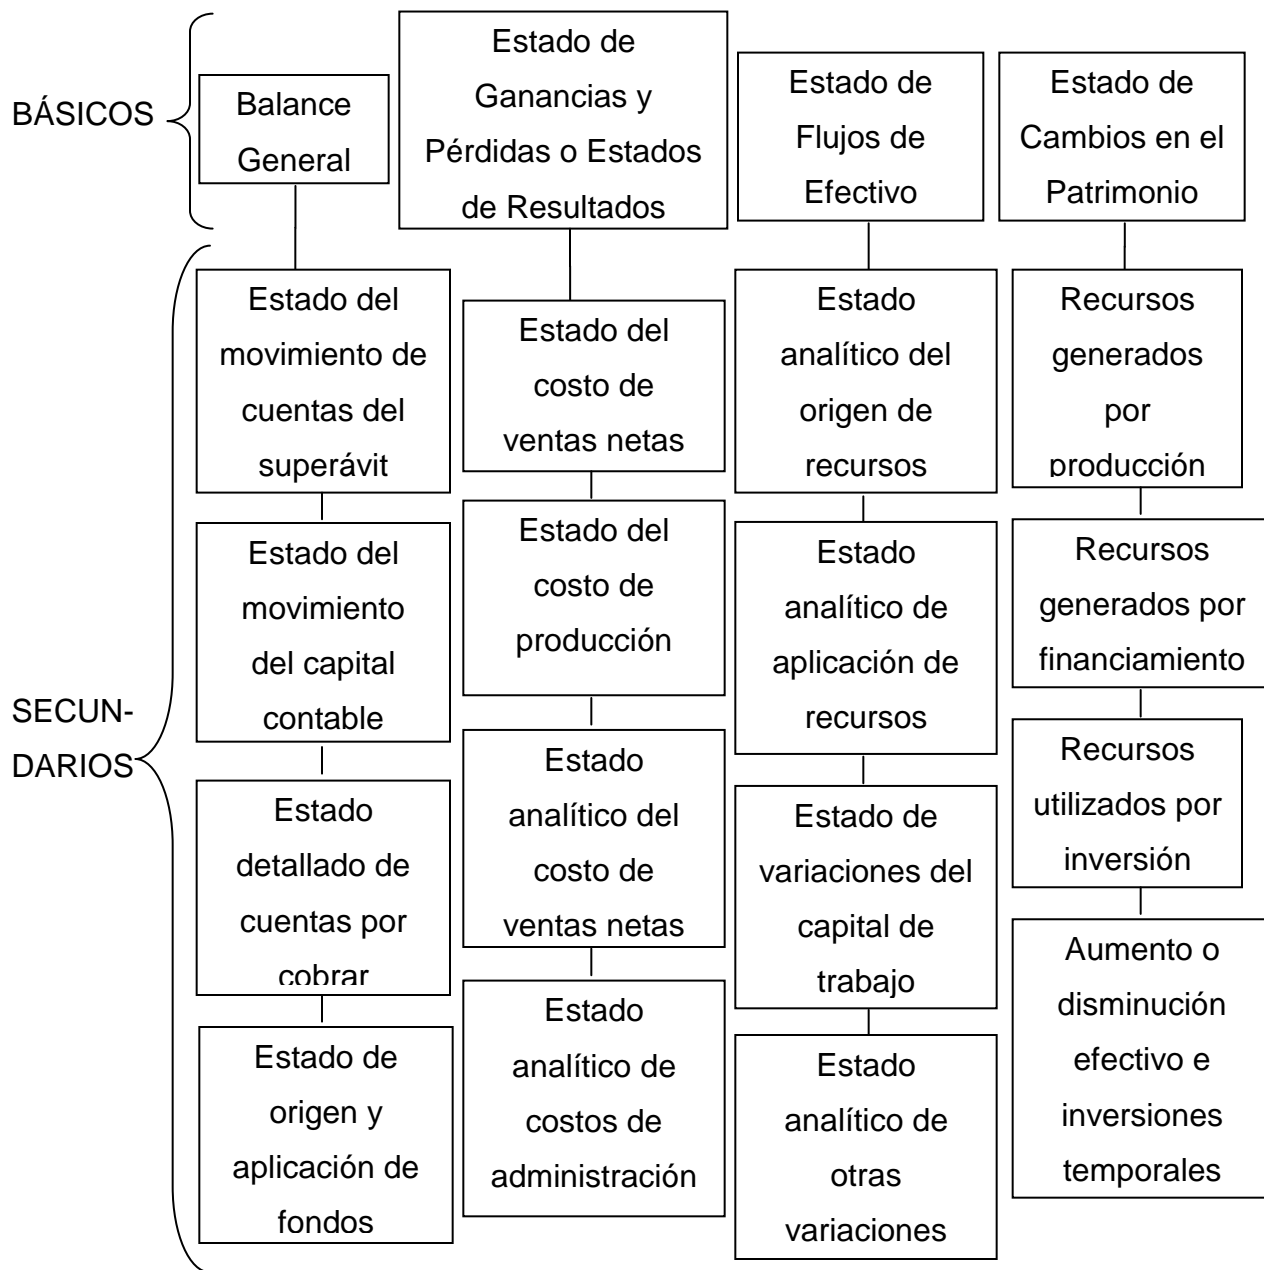 BÁSICOS
Balance
General
Estado de
Ganancias y
Pérdidas o Estados
de Resultados
Estado de
Flujos de
Efectivo
Estado de
Cambios en el
Patrimonio
SECUN-
DARIOS
Estado del
movimiento de
cuentas del
superávit
Estado del
movimiento
del capital
contable
Estado
detallado de
cuentas por
cobrar
Estado de
origen y
aplicación de
fondos
Estado del
costo de
ventas netas
Estado del
costo de
producción
Estado
analítico del
costo de
ventas netas
Estado
analítico de
costos de
administración
Estado
analítico del
origen de
recursos
Estado
analítico de
aplicación de
recursos
Estado de
variaciones del
capital de
trabajo
Estado
analítico de
otras
variaciones
Recursos
generados
por
producción
Recursos
generados por
financiamiento
Recursos
utilizados por
inversión
Aumento o
disminución
efectivo e
inversiones
temporales